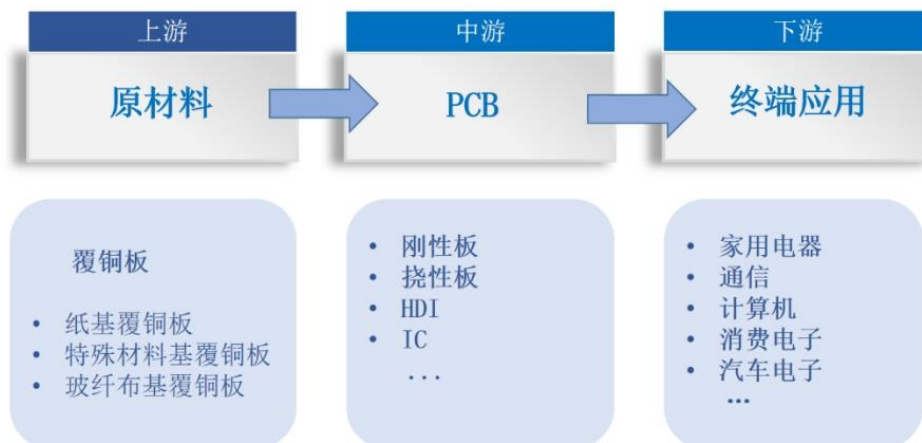 上游
原材料
中游
PCB
下游
终端应用
覆铜板
• 纸基覆铜板
• 特殊材料基覆铜板
• 玻纤布基覆铜板
• 刚性板
• 挠性板
• HDI
• IC
...
• 家用电器
• 通信
• 计算机
• 消费电子
• 汽车电子
...